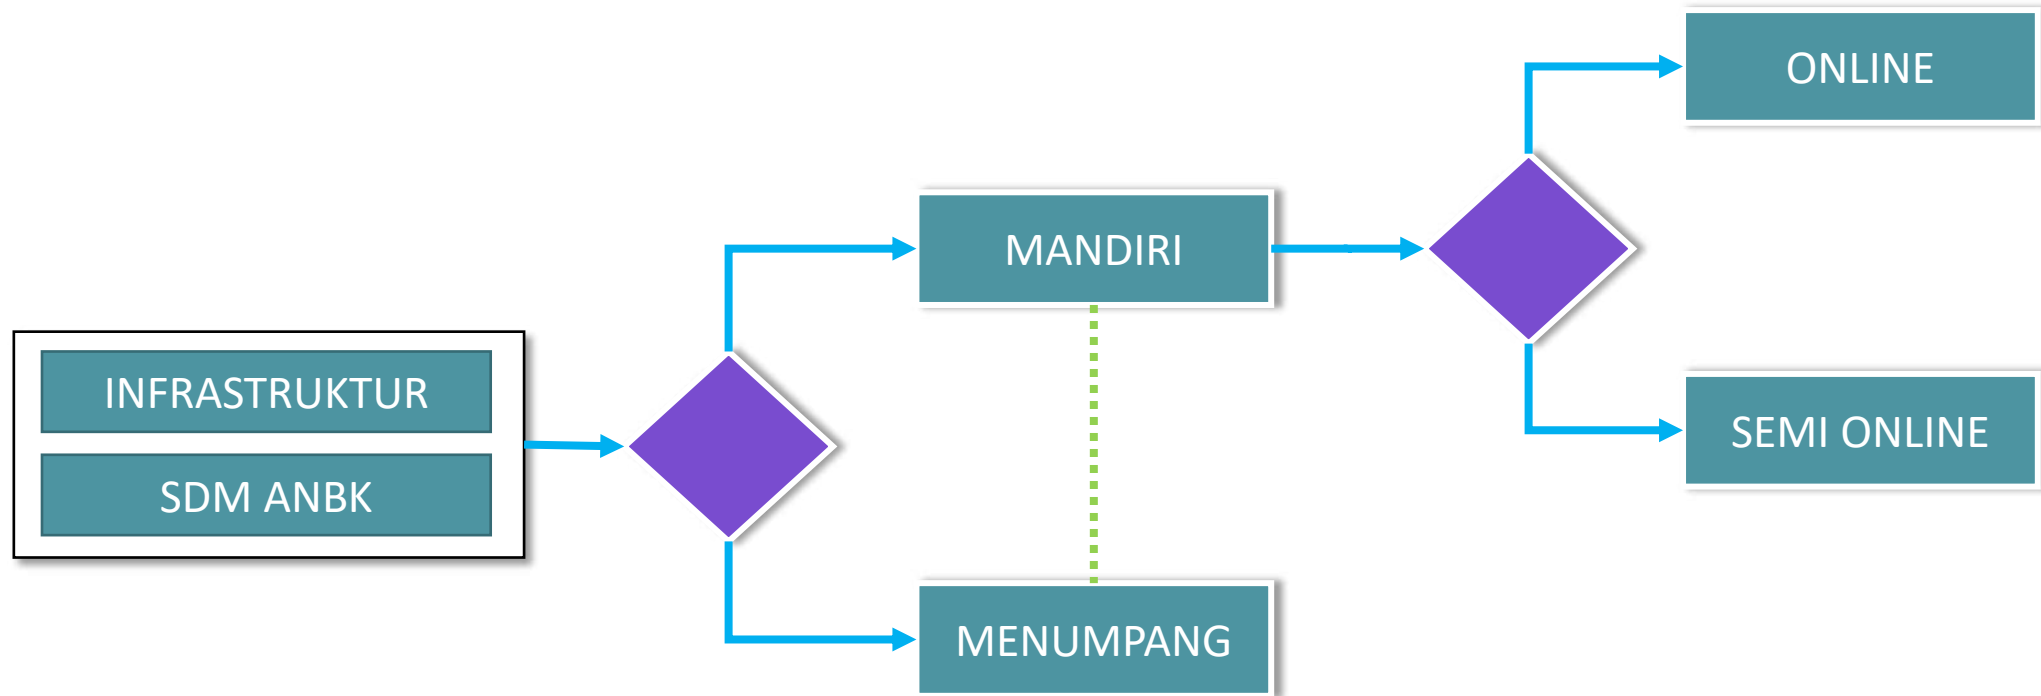 INFRASTRUKTUR
SDM ANBK
MANDIRI
MENUMPANG
ONLINE
SEMI ONLINE